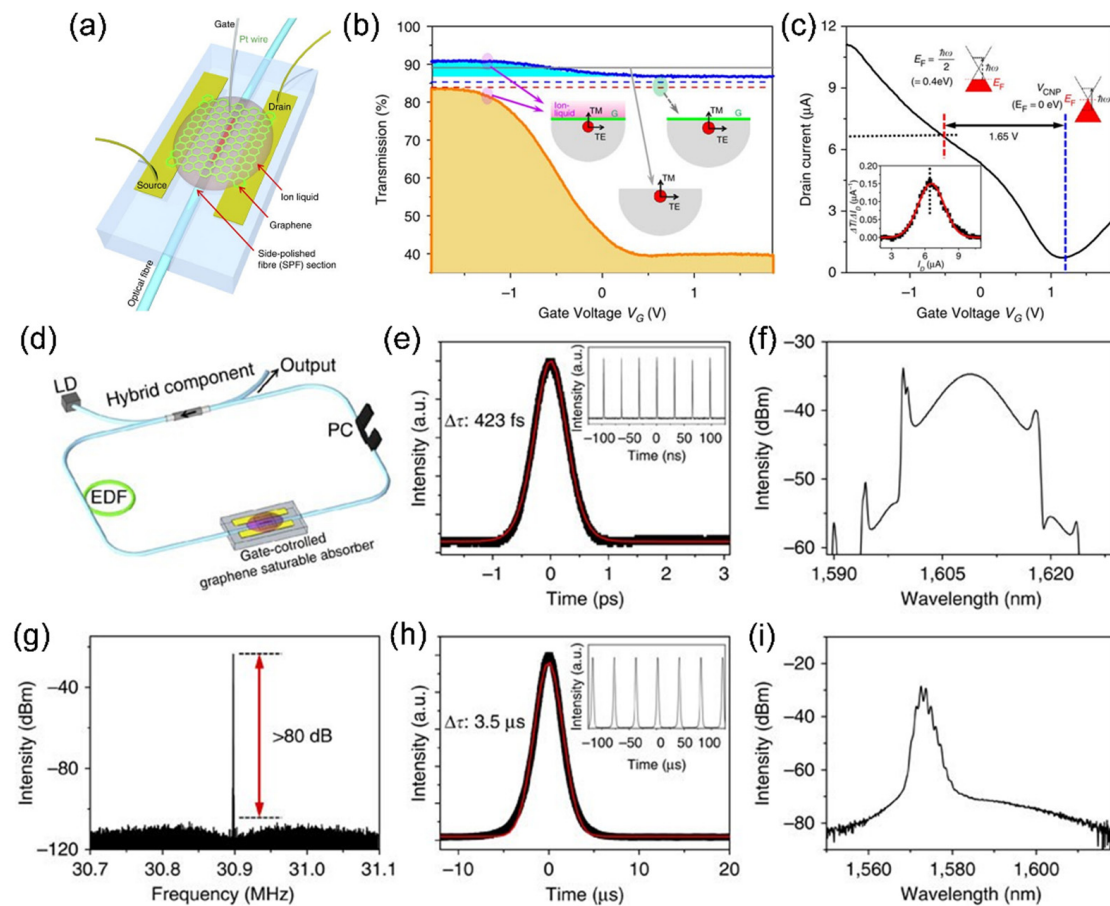 (a)
Gate
Pt wire
Drain
Source
Ion liquid
Graphene
Side-polished
fibre (SPF) section
Optical fibre
(b)
Transmission (%)
100
90
80
70
60
50
40
Ion-
liquid
G
TM
TE
G
TM
TE
TM
TE
−1
0
1
Gate Voltage V_G (V)
(c)
Drain current (μA)
12
9
6
3
0
E_F = ħω/2
(= 0.4eV)
ħω
E_F
V_CNP
(E_F = 0 eV)
E_F
ħω
1.65 V
ΔT/ΔI_D (μA⁻¹)
0.20
0.15
0.10
0.05
0.00
3
6
9
I_D (μA)
−1
0
1
Gate Voltage V_G (V)
(d)
LD
Hybrid component
Output
PC
EDF
Gate-cotrolled
graphene saturable absorber
(e)
Intensity (a.u.)
Δτ: 423 fs
Intensity (a.u.)
−100 −50 0 50 100
Time (ns)
−1 0 1 2 3
Time (ps)
(f)
Intensity (dBm)
−30
−40
−50
−60
1,590 1,605 1,620
Wavelength (nm)
(g)
Intensity (dBm)
−40
−80
−120
>80 dB
30.7 30.8 30.9 31.0 31.1
Frequency (MHz)
(h)
Intensity (a.u.)
Δτ: 3.5 μs
Intensity (a.u.)
−100 −50 0 50 100
Time (μs)
−10 0 10 20
Time (μs)
(i)
Intensity (dBm)
−20
−40
−60
−80
1,560 1,580 1,600
Wavelength (nm)